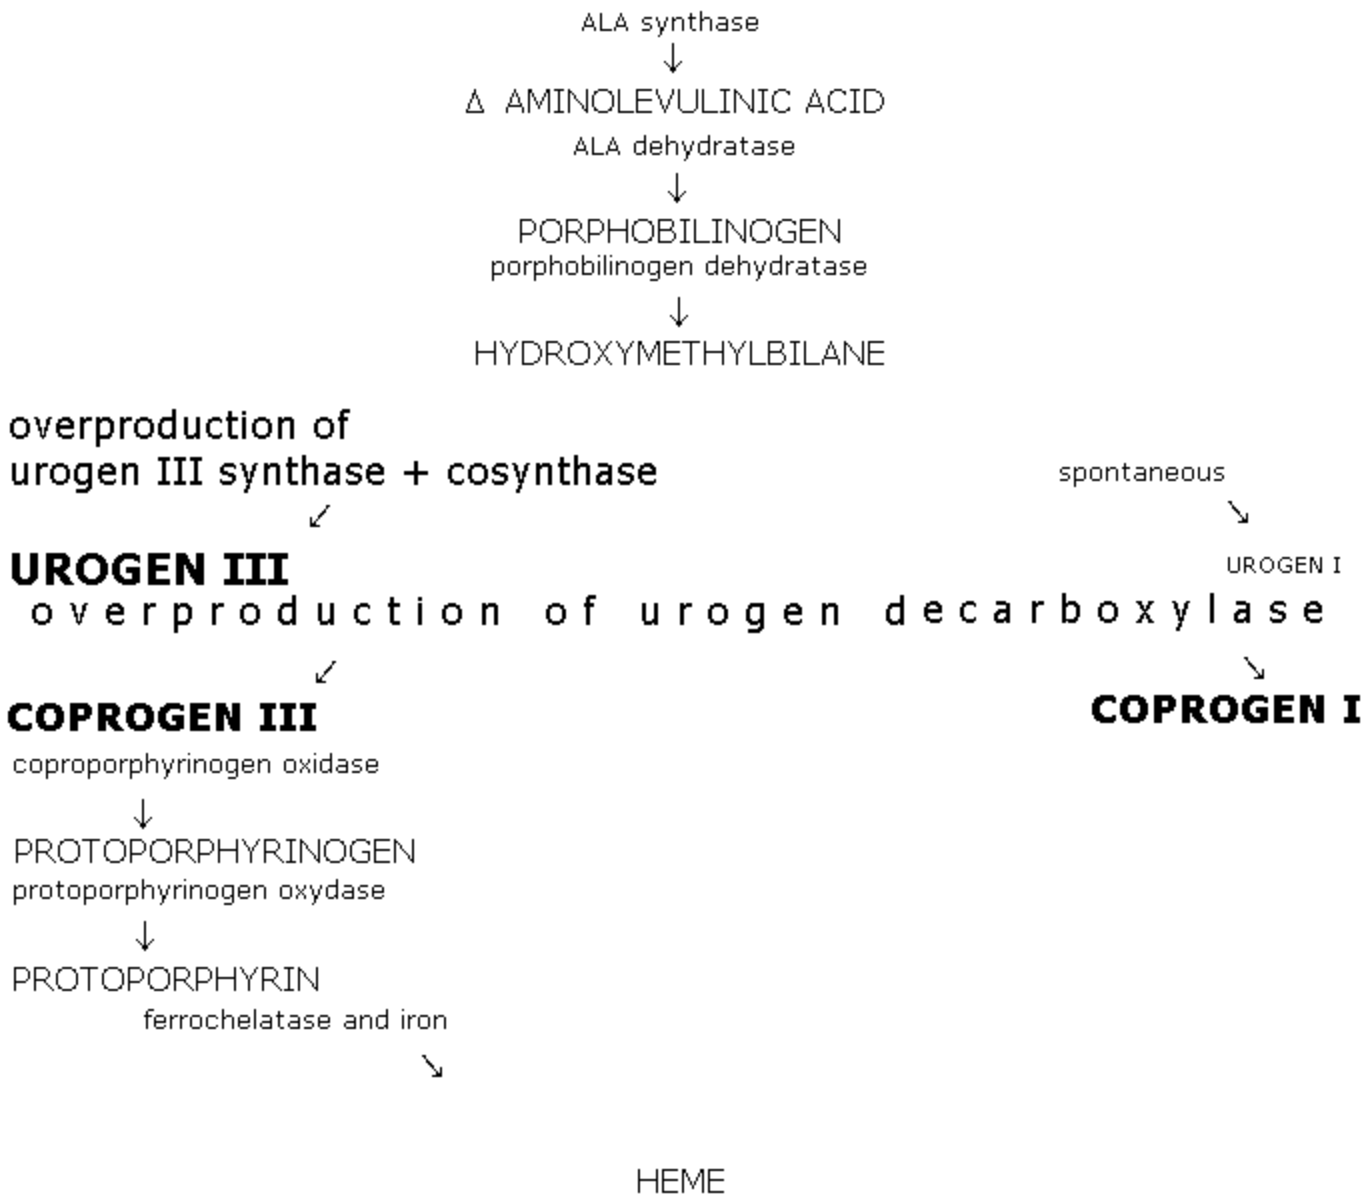 ALA synthase
↓
Δ AMINOLEVULINIC ACID
ALA dehydratase
↓
PORPHOBILINOGEN
porphobilinogen dehydratase
↓
HYDROXYMETHYLBILANE
overproduction of
urogen III synthase + cosynthase
spontaneous
↙ ↘
UROGEN III
UROGEN I
overproduction of urogen decarboxylase
↙ ↘
COPROGEN III
COPROGEN I
coproporphyrinogen oxidase
↓
PROTOPORPHYRINOGEN
protoporphyrinogen oxydase
↓
PROTOPORPHYRIN
ferrochelatase and iron
↘
HEME